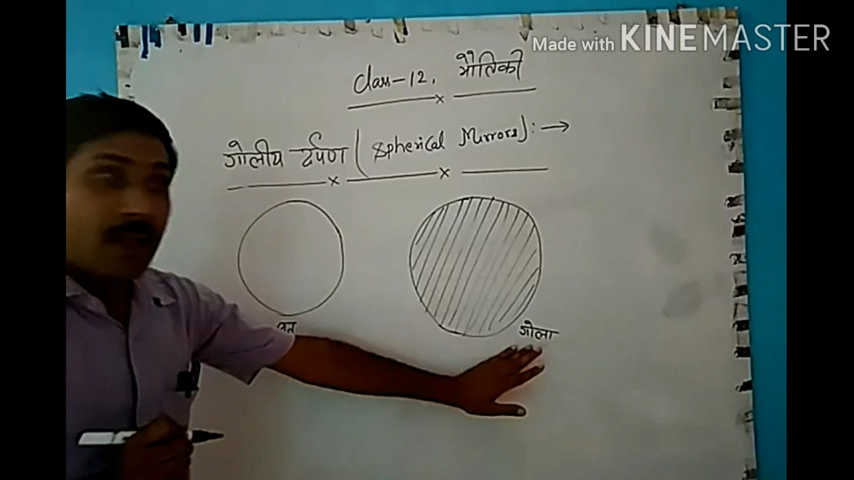 Made with KINEMASTER
Class-12, भौतिकी
गोलीय दर्पण (Spherical Mirrors):→
गोला